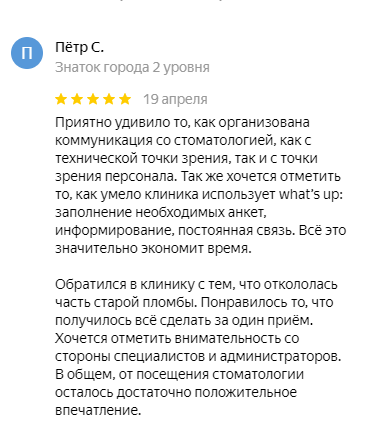 П
Пётр С.
Знаток города 2 уровня
19 апреля
Приятно удивило то, как организована
коммуникация со стоматологией, как с
технической точки зрения, так и с точки
зрения персонала. Так же хочется отметить
то, как умело клиника использует what's up:
заполнение необходимых анкет,
информирование, постоянная связь. Всё это
значительно экономит время.
Обратился в клинику с тем, что откололась
часть старой пломбы. Понравилось то, что
получилось всё сделать за один приём.
Хочется отметить внимательность со
стороны специалистов и администраторов.
В общем, от посещения стоматологии
осталось достаточно положительное
впечатление.